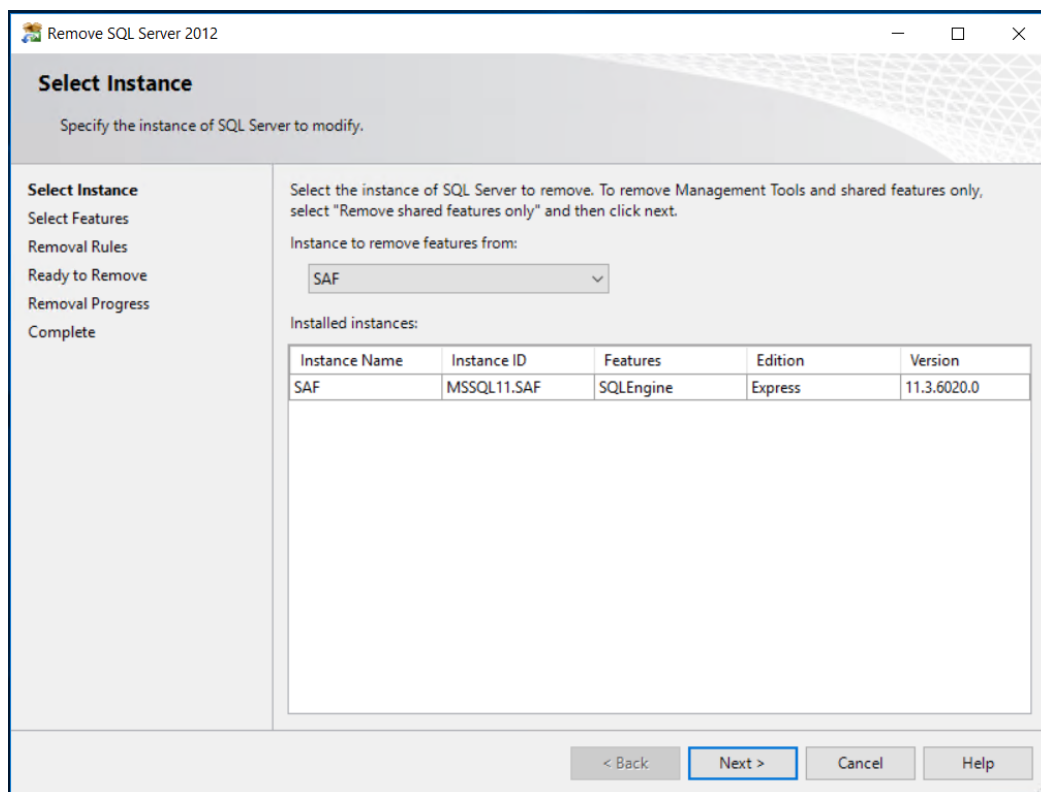 Remove SQL Server 2012
Select Instance
Specify the instance of SQL Server to modify.
Select Instance
Select Features
Removal Rules
Ready to Remove
Removal Progress
Complete
Select the instance of SQL Server to remove. To remove Management Tools and shared features only,
select "Remove shared features only" and then click next.
Instance to remove features from:
SAF
Installed instances:
Instance Name Instance ID Features Edition Version
SAF MSSQL11.SAF SQLEngine Express 11.3.6020.0
< Back Next > Cancel Help